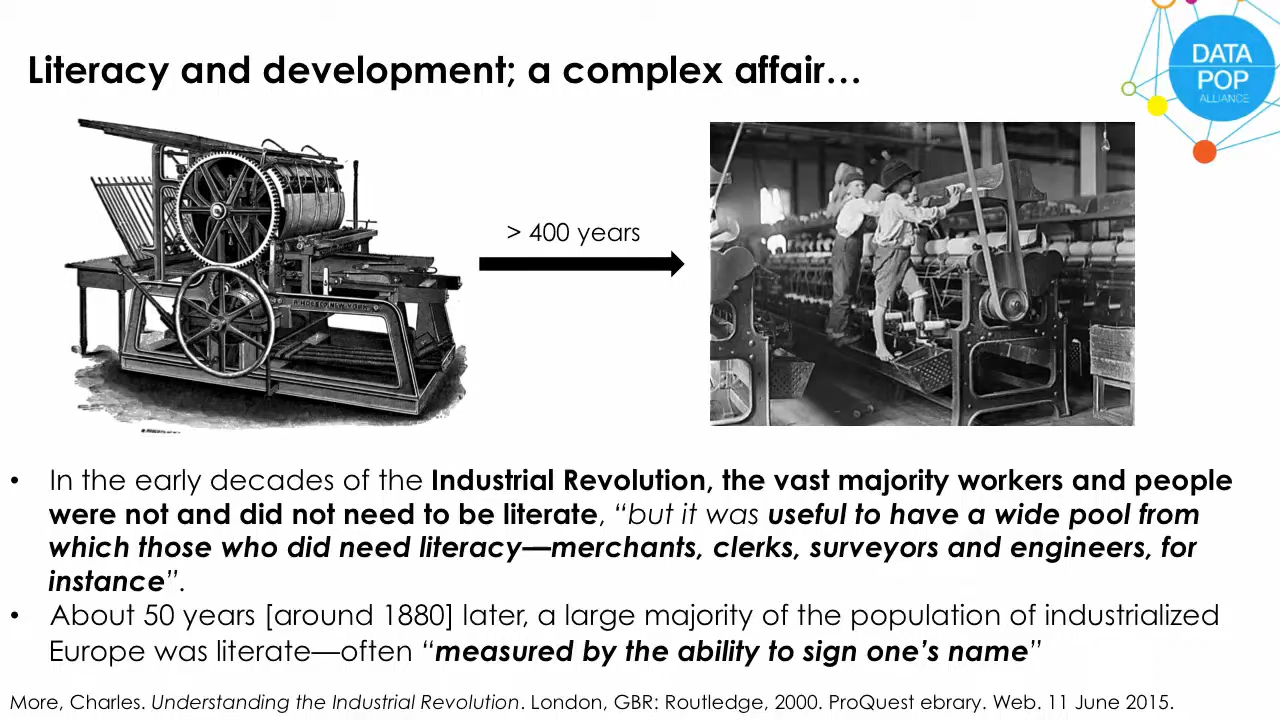 Literacy and development; a complex affair…
DATA
POP
ALLIANCE
> 400 years
• In the early decades of the Industrial Revolution, the vast majority workers and people
were not and did not need to be literate, “but it was useful to have a wide pool from
which those who did need literacy—merchants, clerks, surveyors and engineers, for
instance”.
• About 50 years [around 1880] later, a large majority of the population of industrialized
Europe was literate—often “measured by the ability to sign one’s name”
More, Charles. Understanding the Industrial Revolution. London, GBR: Routledge, 2000. ProQuest ebrary. Web. 11 June 2015.